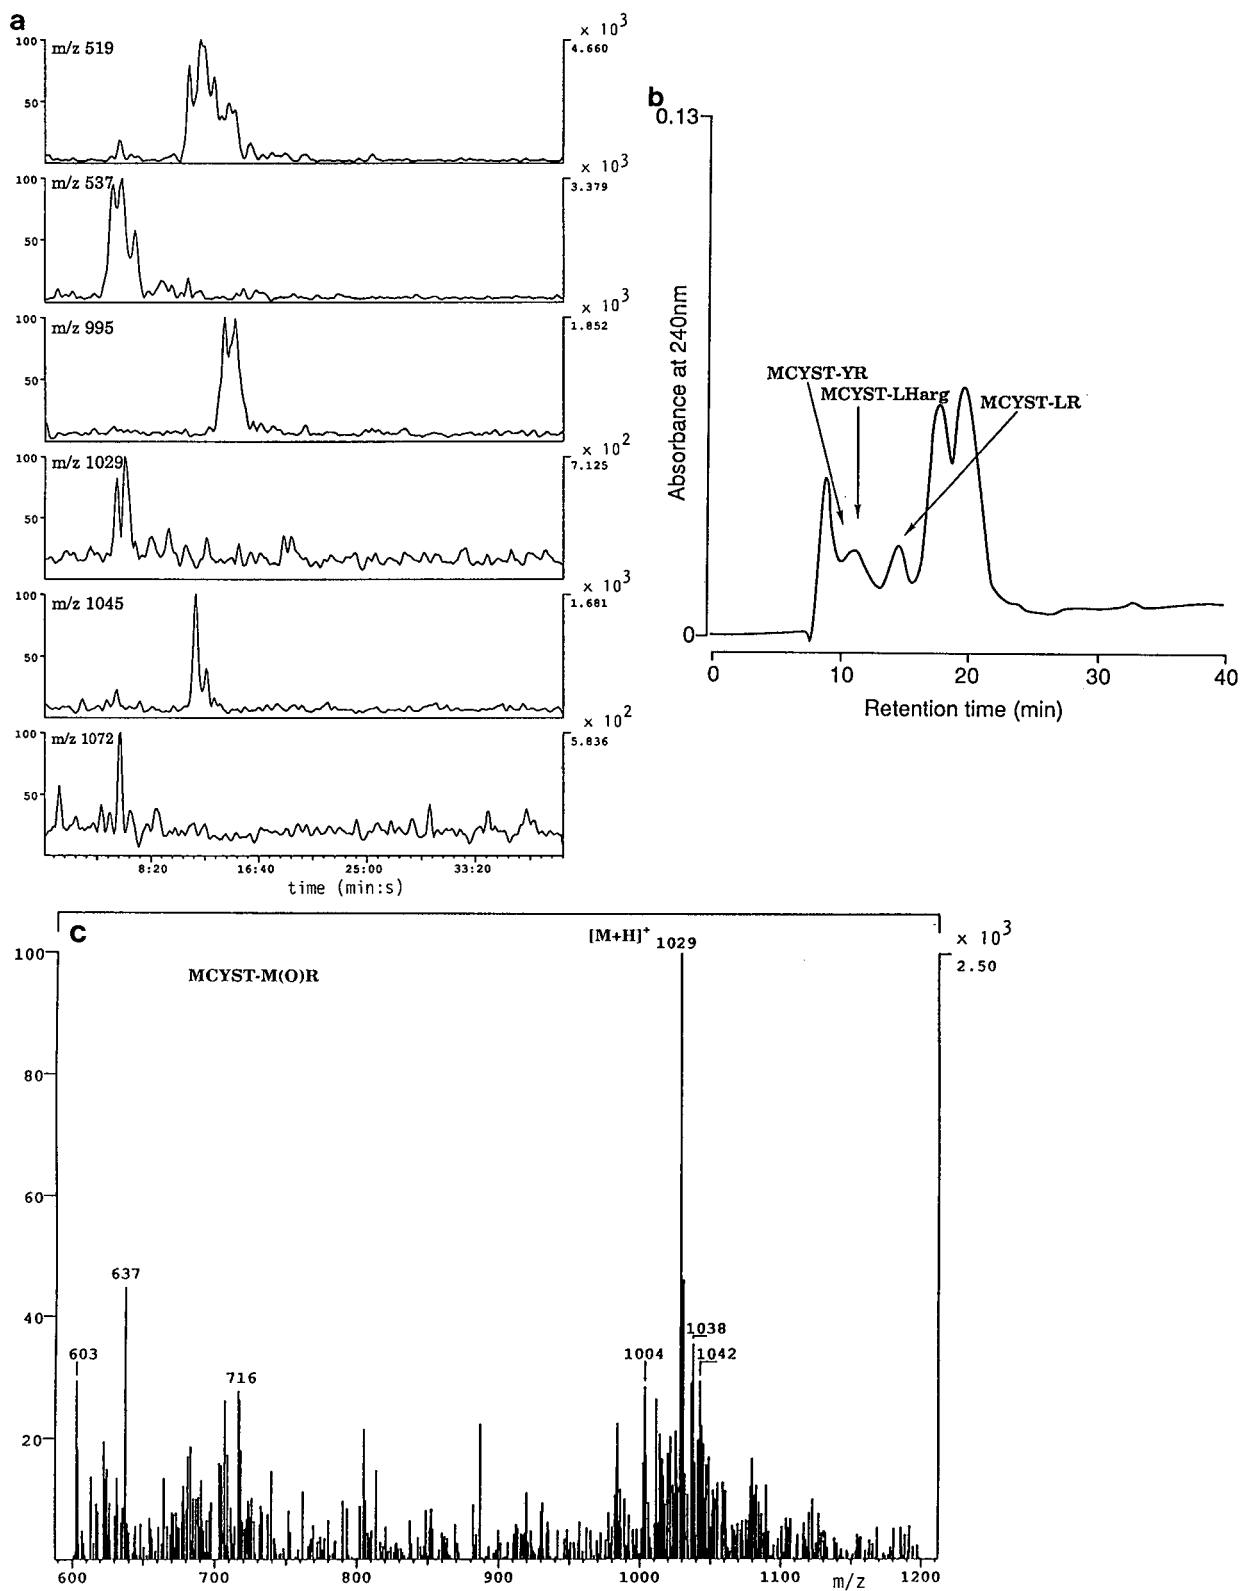 a
x 10³
100
m/z 519
4.660
50
x 10³
100
m/z 537
3.379
50
x 10³
100
m/z 995
1.852
50
x 10²
100
m/z 1029
7.125
50
x 10³
100
m/z 1045
1.681
50
x 10²
100
m/z 1072
5.836
50
8:20 16:40 25:00 33:20
time (min:s)
b
0.13
MCYST-YR
MCYST-LHarg
MCYST-LR
Absorbance at 240nm
0
0 10 20 30 40
Retention time (min)
c
[M+H]⁺ 1029
x 10³
2.50
MCYST-M(O)R
100
80
60
40
20
637
603
716
1004
1038
1042
600 700 800 900 1000 1100 1200
m/z